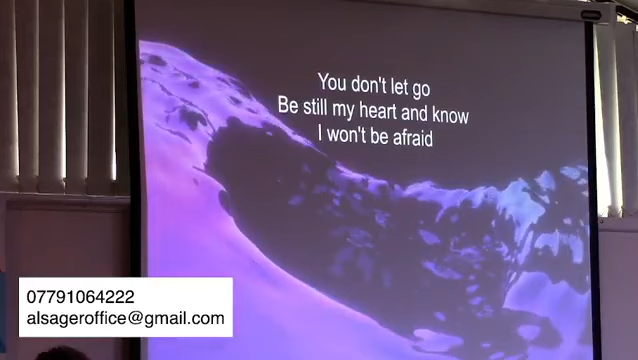 You don't let go
Be still my heart and know
I won't be afraid
07791064222
alsageroffice@gmail.com